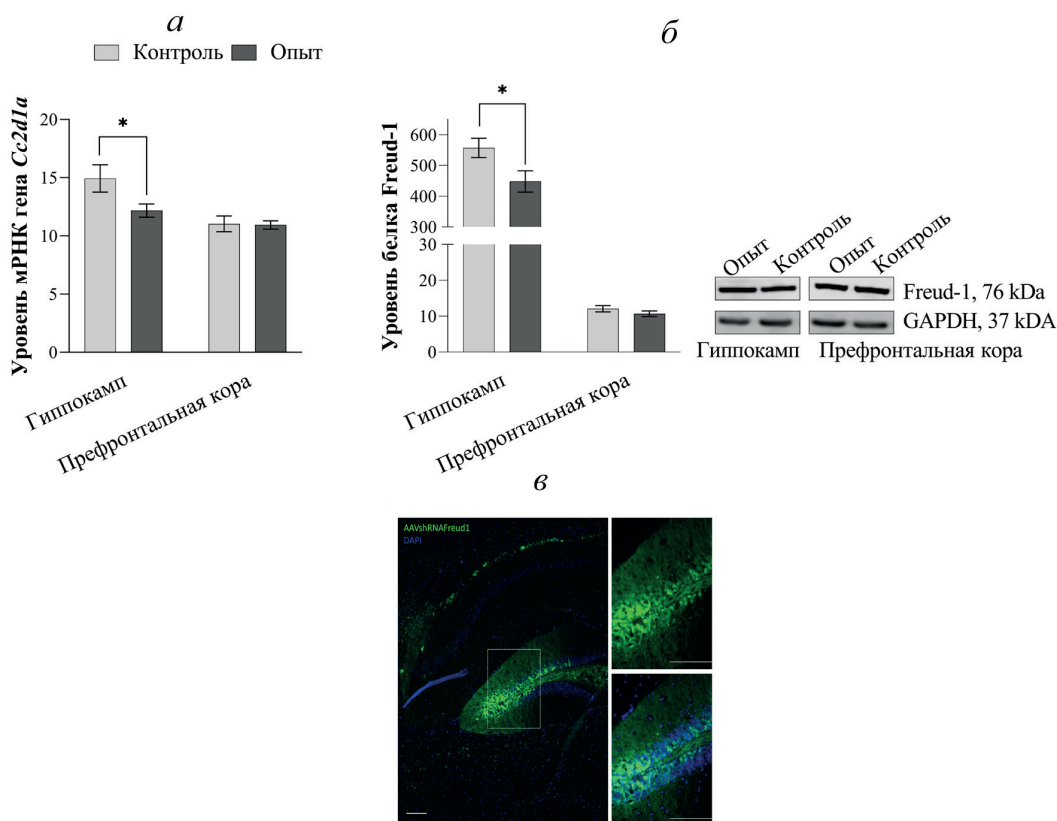 а
Контроль Опыт
Уровень мРНК гена Cc2d1a
20
15
10
5
0
*
Гиппокамп
Префронтальная кора
б
Уровень белка Freud-1
600
500
400
300
30
20
10
0
*
Гиппокамп
Префронтальная кора
Опыт Контроль Опыт Контроль
Freud-1, 76 kDa
GAPDH, 37 kDA
Гиппокамп Префронтальная кора
в
AAVshRNAFreud1
DAPI